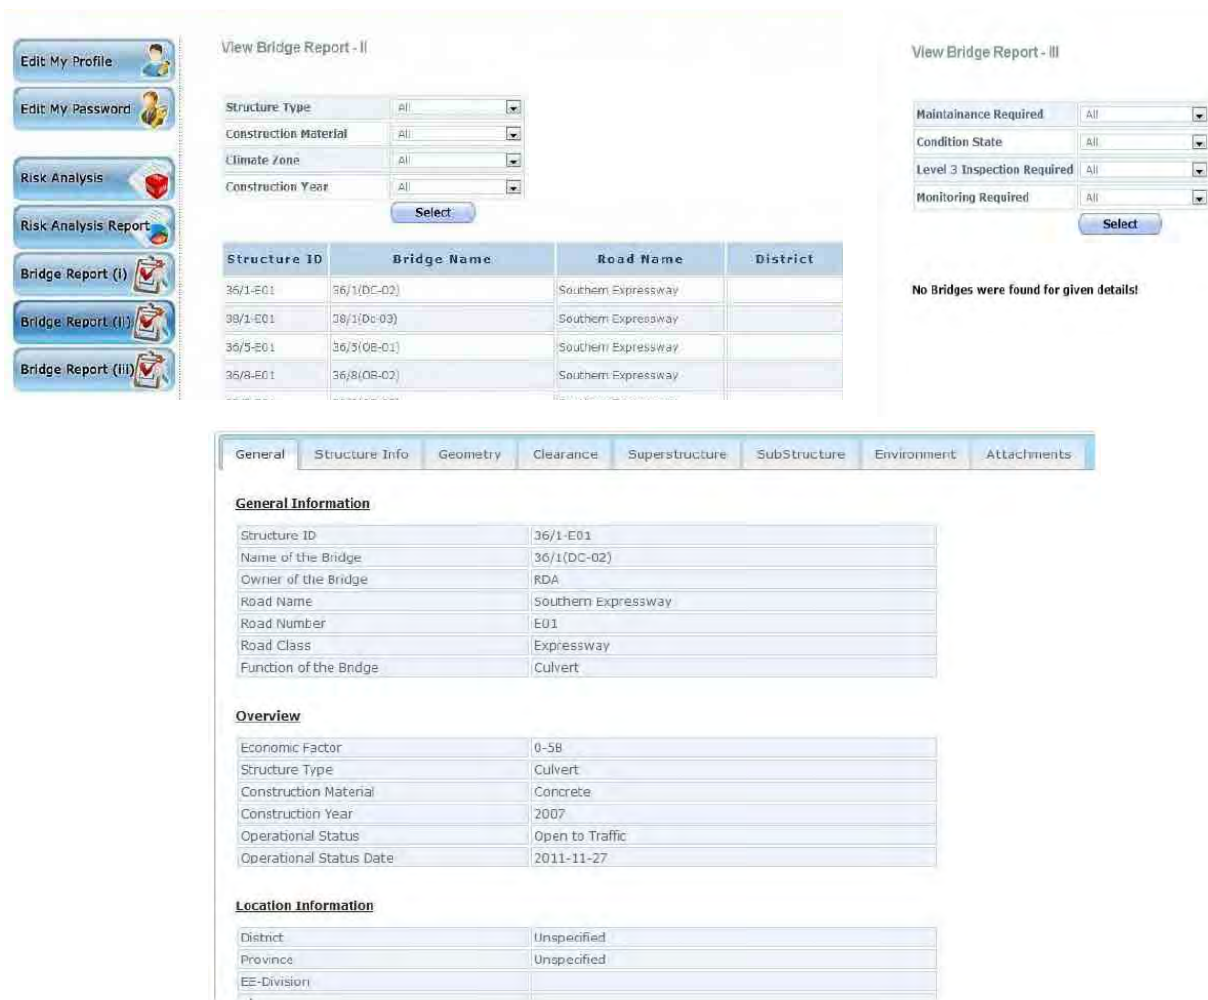 Edit My Profile
Edit My Password
Risk Analysis
Risk Analysis Report
Bridge Report (i)
Bridge Report (ii)
Bridge Report (iii)
View Bridge Report - II
Structure Type All
Construction Material All
Climate Zone All
Construction Year All
Select
Structure ID Bridge Name Road Name District
36/1-E01 36/1(DC-02) Southern Expressway
38/1-E01 38/1(Dc-03) Southern Expressway
36/5-E01 36/5(OB-01) Southern Expressway
36/8-E01 36/8(OB-02) Southern Expressway
View Bridge Report - III
Maintainance Required All
Condition State All
Level 3 Inspection Required All
Monitoring Required All
Select
No Bridges were found for given details!
General Structure Info Geometry Clearance Superstructure SubStructure Environment Attachments
General Information
Structure ID 36/1-E01
Name of the Bridge 36/1(DC-02)
Owner of the Bridge RDA
Road Name Southern Expressway
Road Number E01
Road Class Expressway
Function of the Bridge Culvert
Overview
Economic Factor 0-5B
Structure Type Culvert
Construction Material Concrete
Construction Year 2007
Operational Status Open to Traffic
Operational Status Date 2011-11-27
Location Information
District Unspecified
Province Unspecified
EE-Division